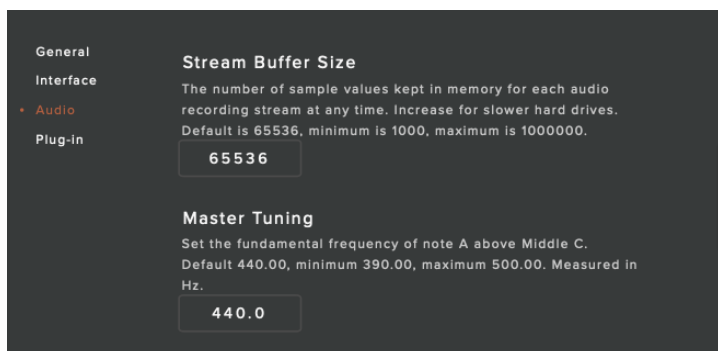 General
Interface
• Audio
Plug-in
Stream Buffer Size
The number of sample values kept in memory for each audio
recording stream at any time. Increase for slower hard drives.
Default is 65536, minimum is 1000, maximum is 1000000.
65536
Master Tuning
Set the fundamental frequency of note A above Middle C.
Default 440.00, minimum 390.00, maximum 500.00. Measured in
Hz.
440.0